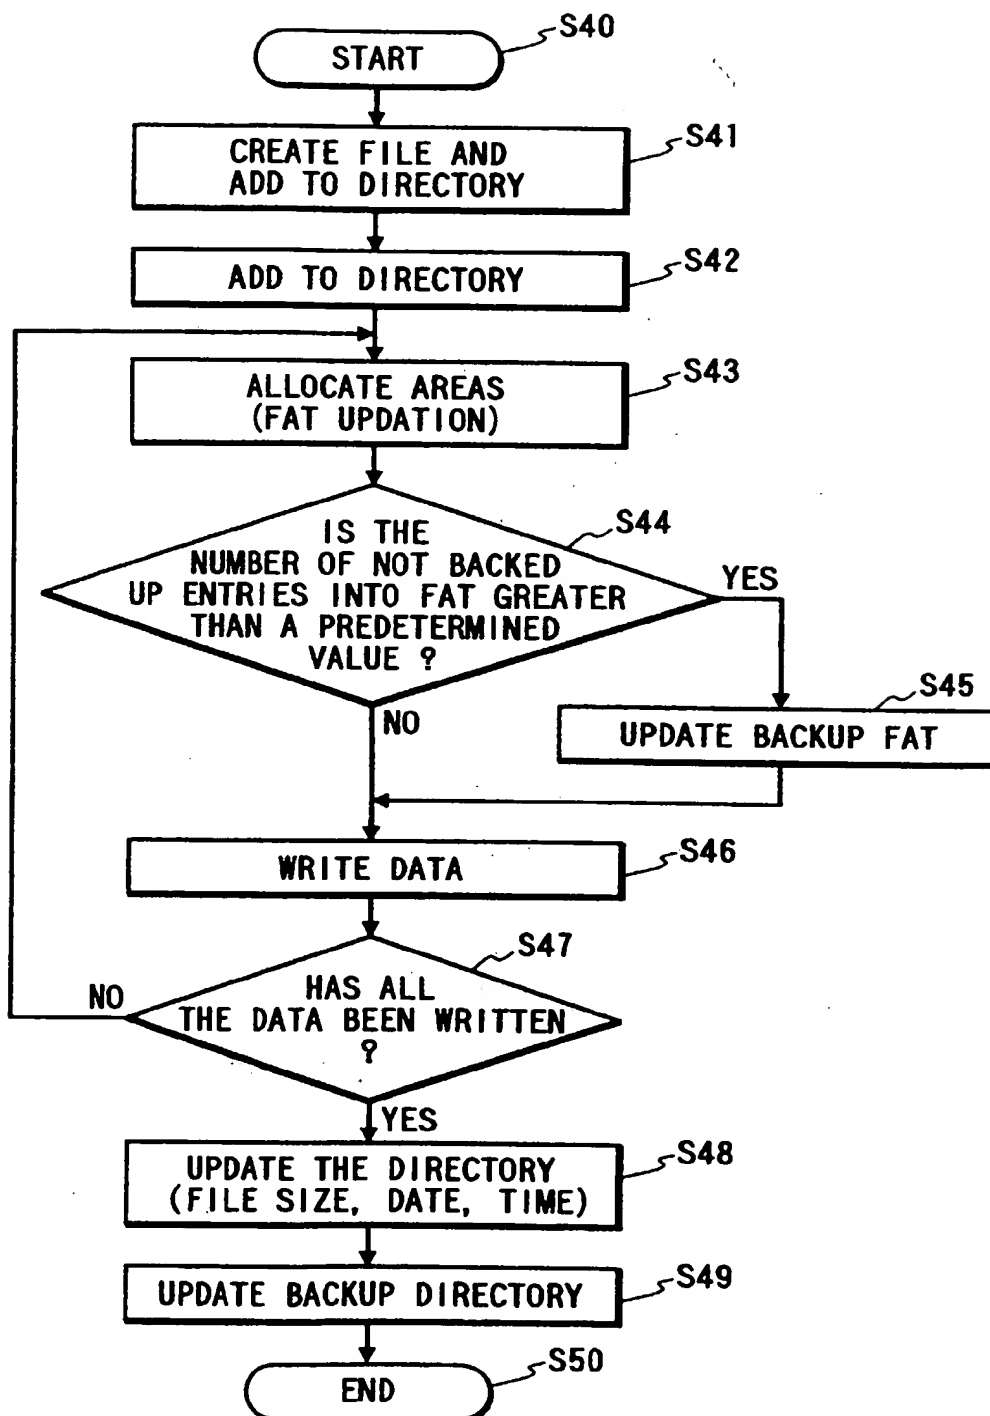 START
S40
CREATE FILE AND
ADD TO DIRECTORY
S41
ADD TO DIRECTORY
S42
ALLOCATE AREAS
(FAT UPDATION)
S43
IS THE
NUMBER OF NOT BACKED
UP ENTRIES INTO FAT GREATER
THAN A PREDETERMINED
VALUE ?
S44
YES
NO
S45
UPDATE BACKUP FAT
WRITE DATA
S46
HAS ALL
THE DATA BEEN WRITTEN
?
S47
NO
YES
UPDATE THE DIRECTORY
(FILE SIZE, DATE, TIME)
S48
UPDATE BACKUP DIRECTORY
S49
END
S50